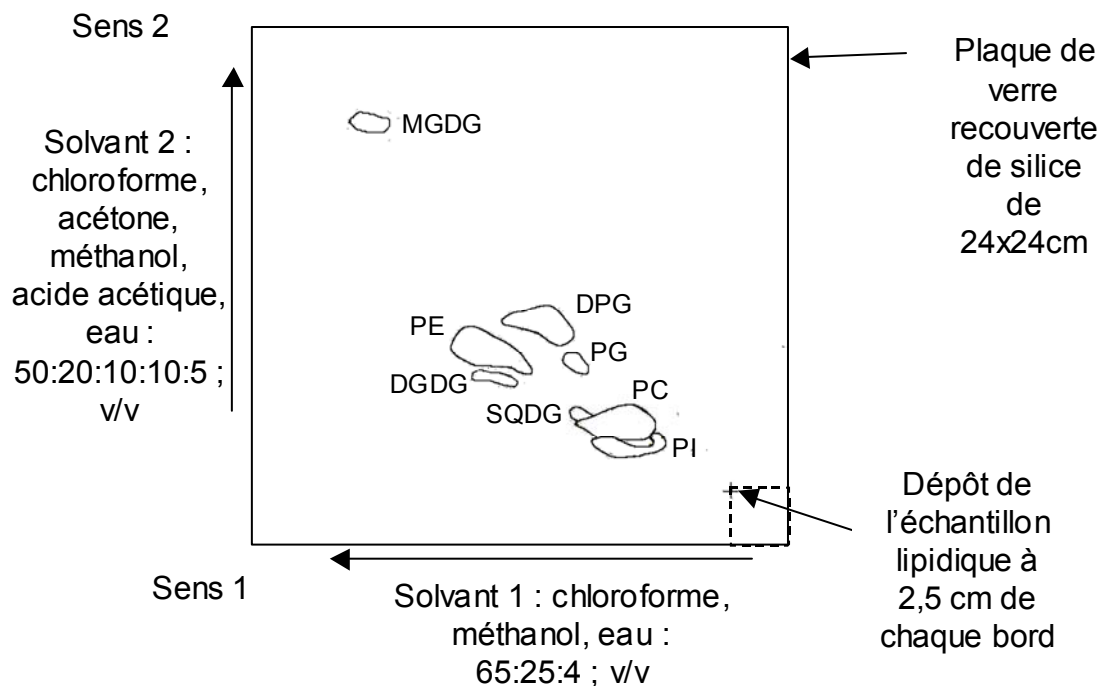 Sens 2
Solvant 2 :
chloroforme,
acétone,
méthanol,
acide acétique,
eau :
50:20:10:10:5 ;
v/v
MGDG
DPG
PE
PG
DGDG
PC
SQDG
PI
Plaque de
verre
recouverte
de silice
de
24x24cm
Dépôt de
l’échantillon
lipidique à
2,5 cm de
chaque bord
Sens 1
Solvant 1 : chloroforme,
méthanol, eau :
65:25:4 ; v/v